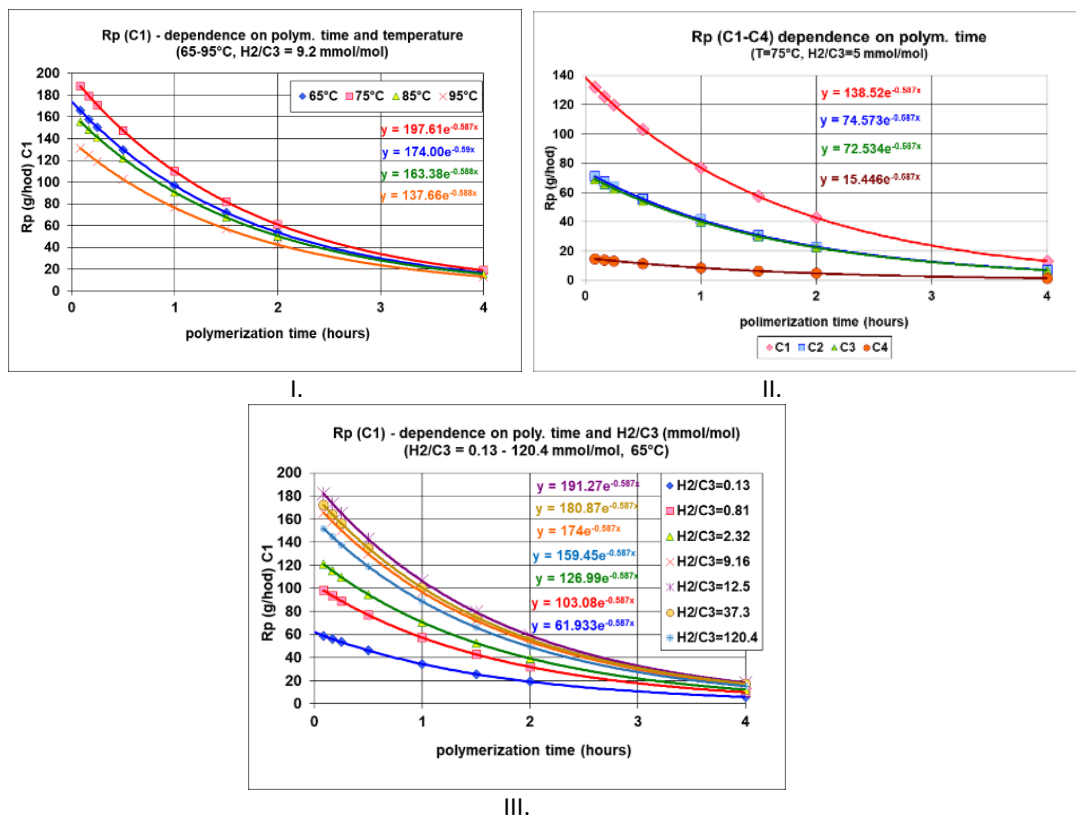 Rp (C1) - dependence on polym. time and temperature
(65-95°C, H2/C3 = 9.2 mmol/mol)
200
180
160
140
120
100
80
60
40
20
0
Rp (g/hod) C1
65°C 75°C 85°C 95°C
y = 197.61e^-0.587x
y = 174.00e^-0.59x
y = 163.38e^-0.588x
y = 137.66e^-0.588x
0 1 2 3 4
polymerization time (hours)
I.
Rp (C1-C4) dependence on polym. time
(T=75°C, H2/C3=5 mmol/mol)
140
120
100
80
60
40
20
0
Rp (g/hod)
y = 138.52e^-0.587x
y = 74.573e^-0.587x
y = 72.534e^-0.587x
y = 15.446e^-0.587x
0 1 2 3 4
polimerization time (hours)
C1 C2 C3 C4
II.
Rp (C1) - dependence on poly. time and H2/C3 (mmol/mol)
(H2/C3 = 0.13 - 120.4 mmol/mol, 65°C)
200
180
160
140
120
100
80
60
40
20
0
Rp (g/hod) C1
y = 191.27e^-0.587x
y = 180.87e^-0.587x
y = 174e^-0.587x
y = 159.45e^-0.587x
y = 126.99e^-0.587x
y = 103.08e^-0.587x
y = 61.933e^-0.587x
H2/C3=0.13
H2/C3=0.81
H2/C3=2.32
H2/C3=9.16
H2/C3=12.5
H2/C3=37.3
H2/C3=120.4
0 1 2 3 4
polymerization time (hours)
III.